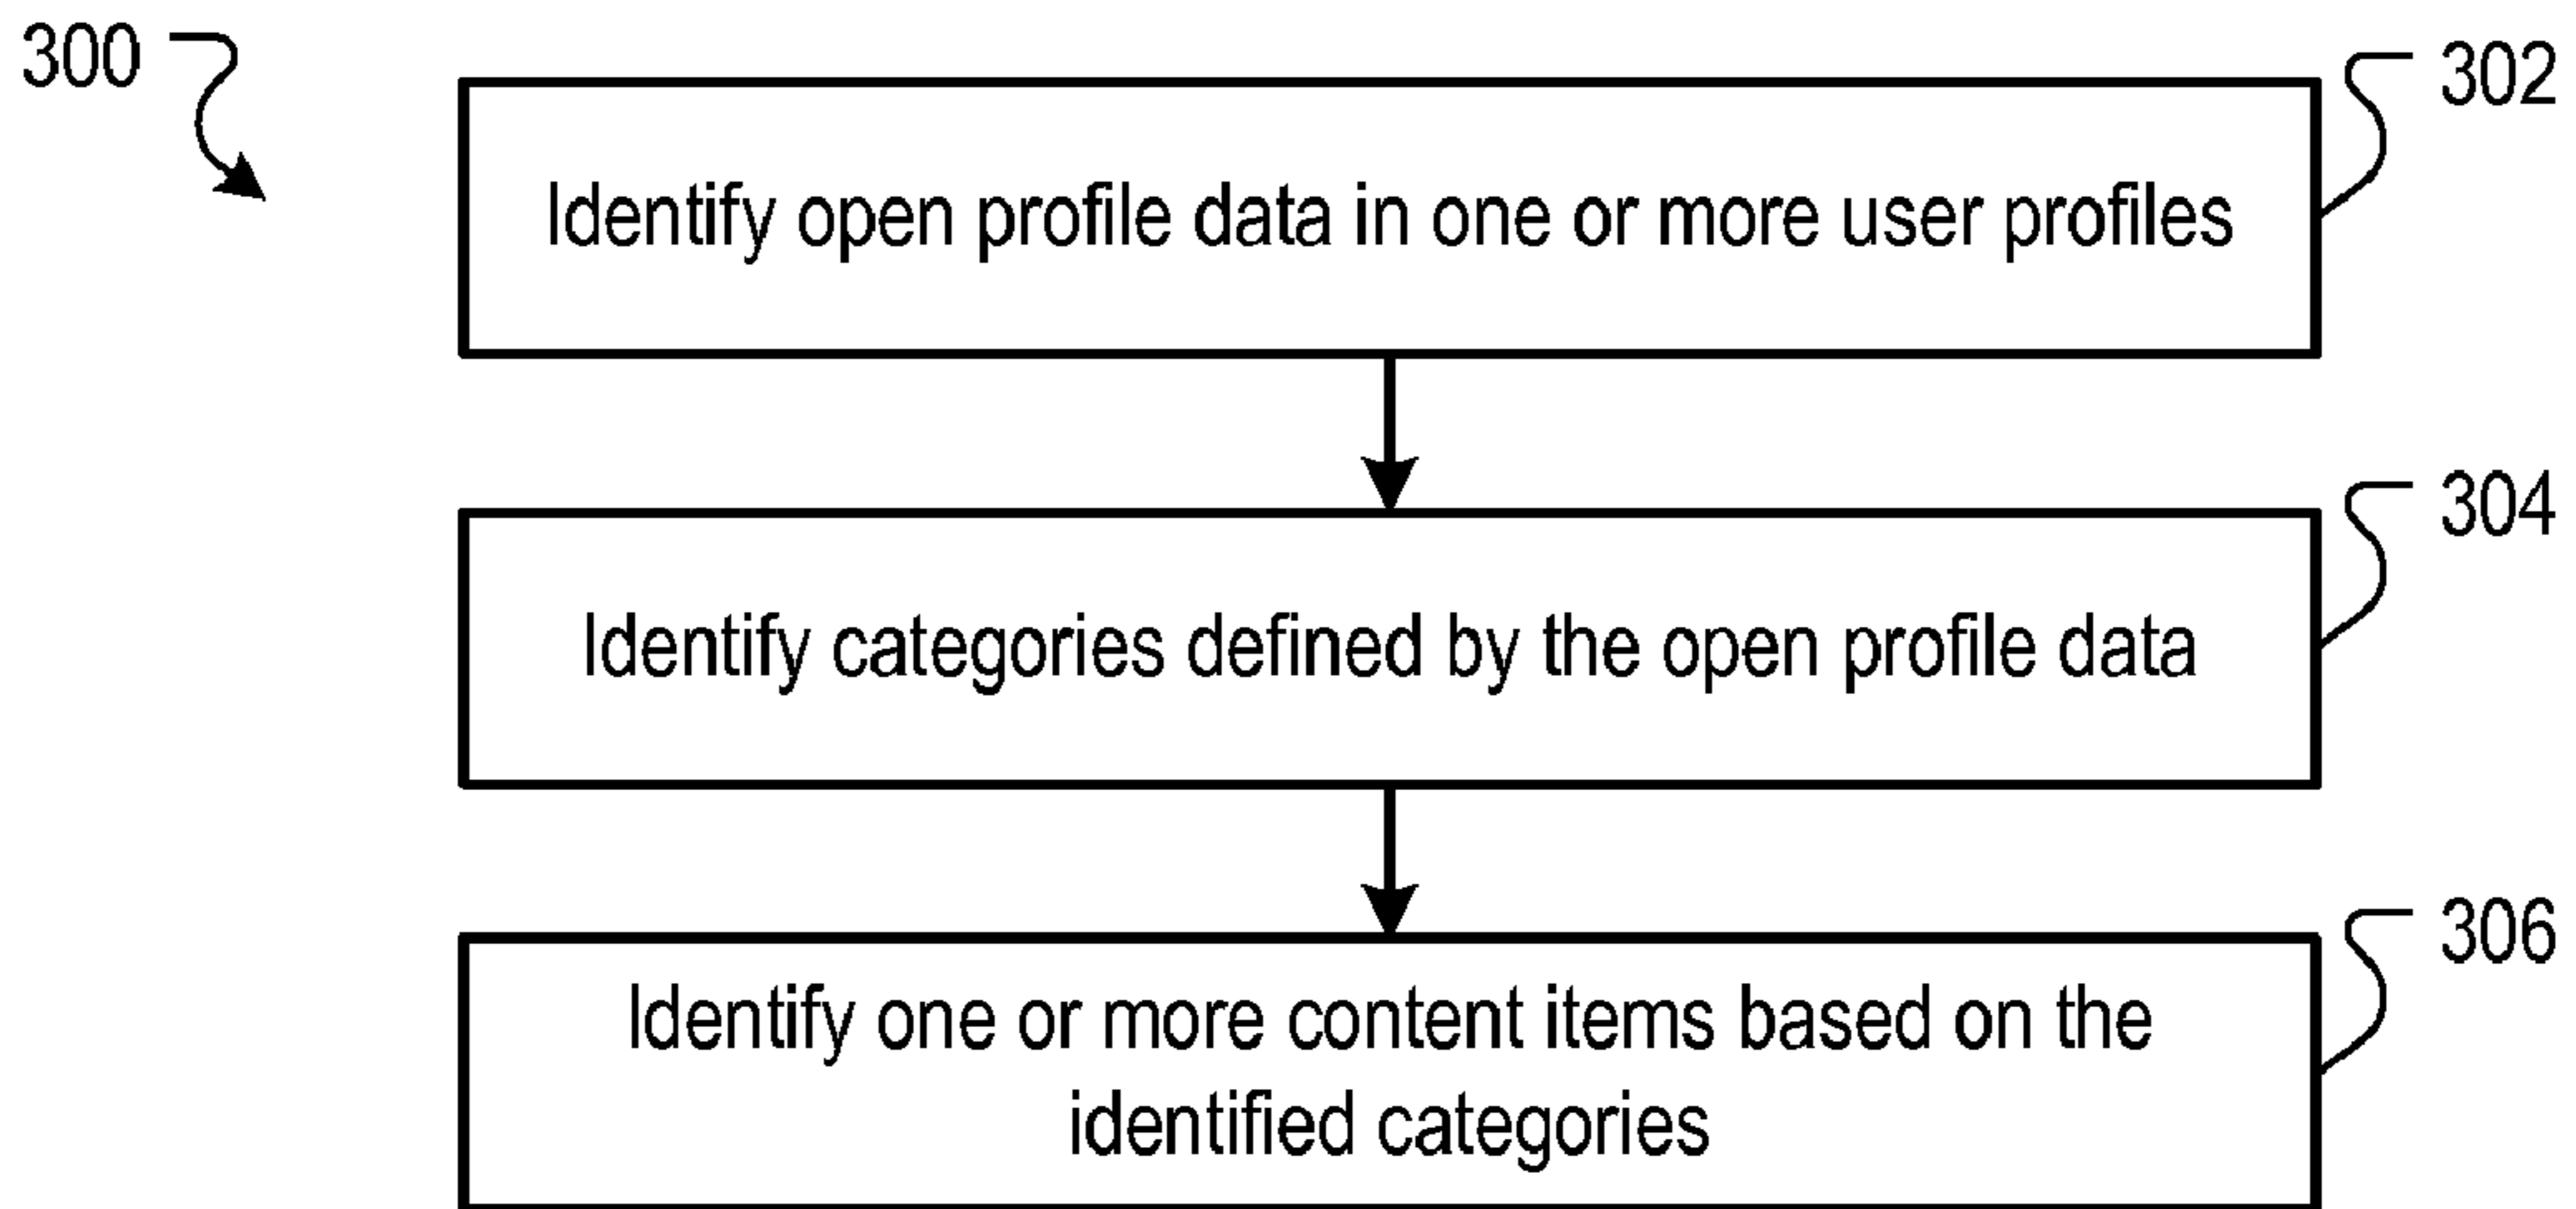 300
302
Identify open profile data in one or more user profiles
304
Identify categories defined by the open profile data
306
Identify one or more content items based on the
identified categories